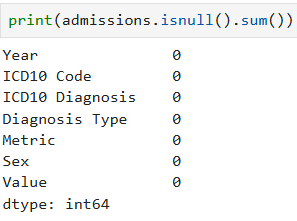 print(admissions.isnull().sum())
Year 0
ICD10 Code 0
ICD10 Diagnosis 0
Diagnosis Type 0
Metric 0
Sex 0
Value 0
dtype: int64